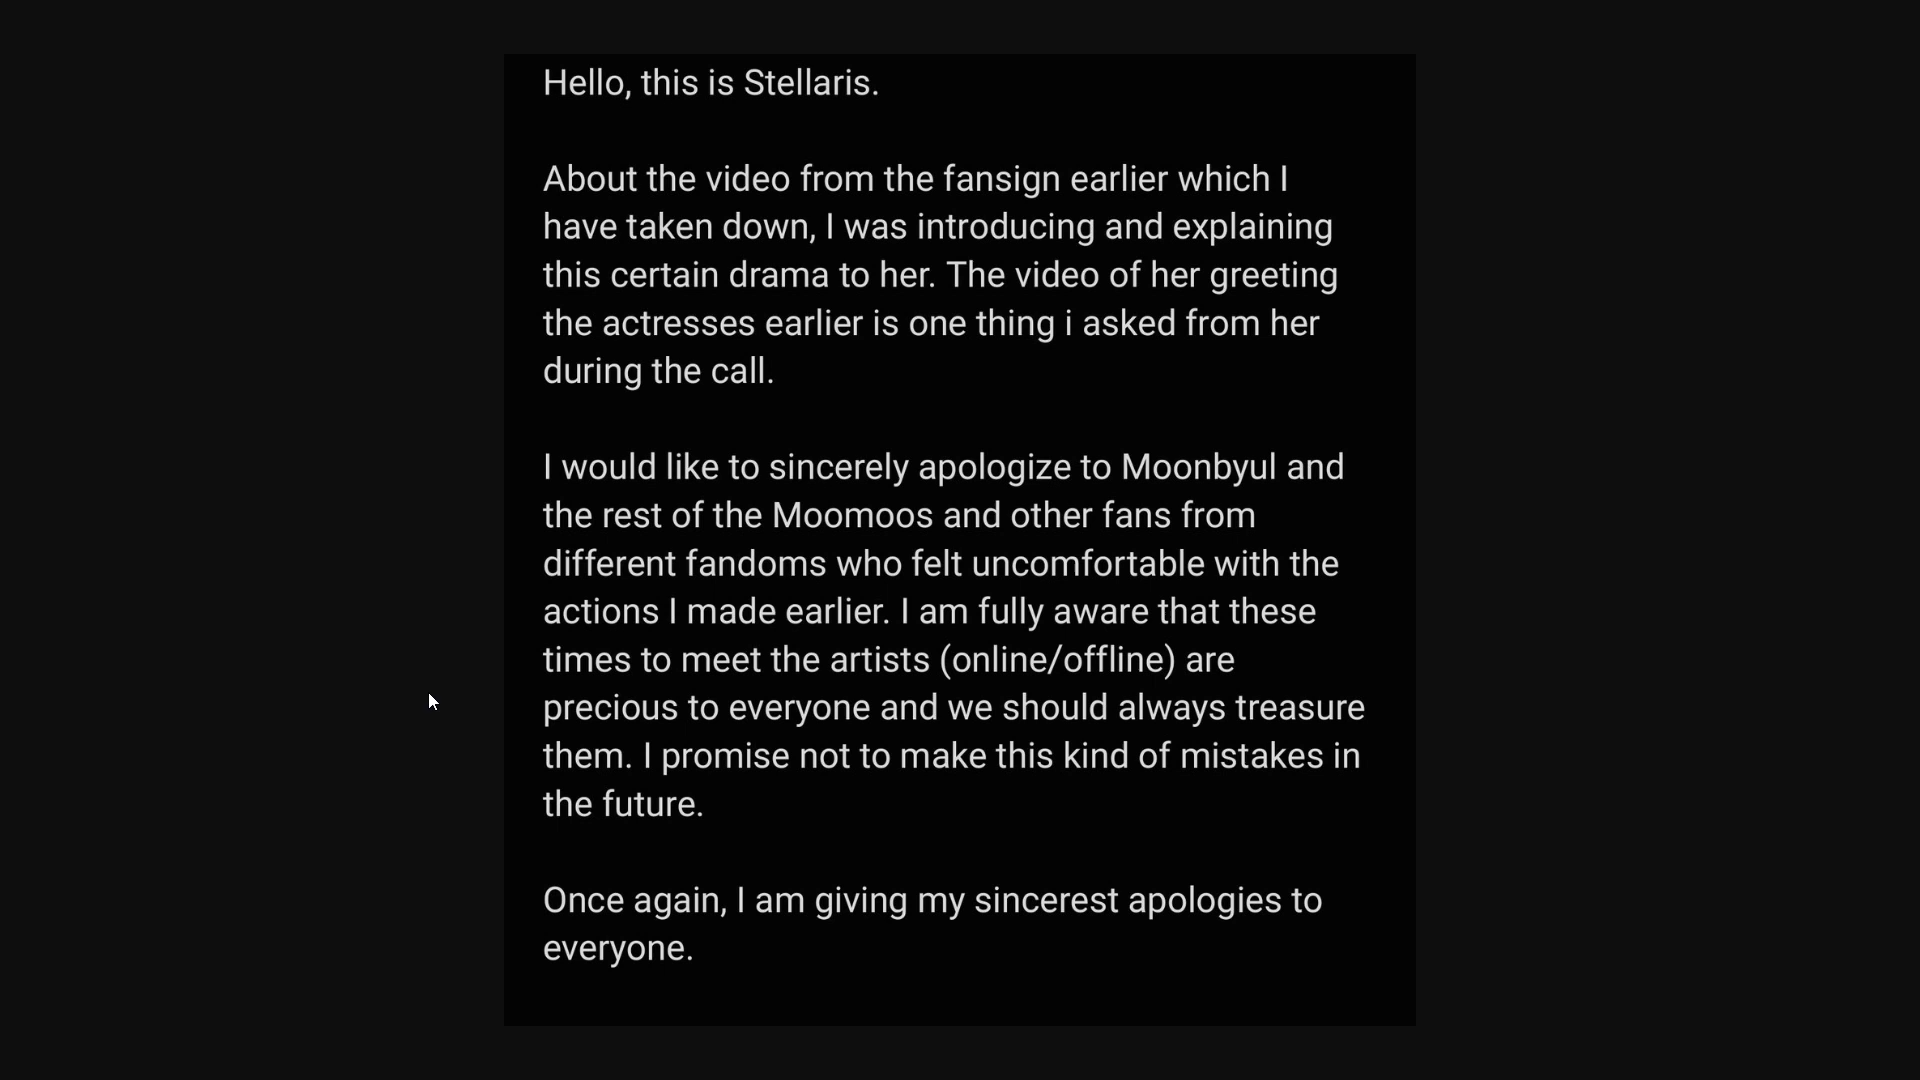 Hello, this is Stellaris.
About the video from the fansign earlier which I
have taken down, I was introducing and explaining
this certain drama to her. The video of her greeting
the actresses earlier is one thing i asked from her
during the call.
I would like to sincerely apologize to Moonbyul and
the rest of the Moomoos and other fans from
different fandoms who felt uncomfortable with the
actions I made earlier. I am fully aware that these
times to meet the artists (online/offline) are
precious to everyone and we should always treasure
them. I promise not to make this kind of mistakes in
the future.
Once again, I am giving my sincerest apologies to
everyone.